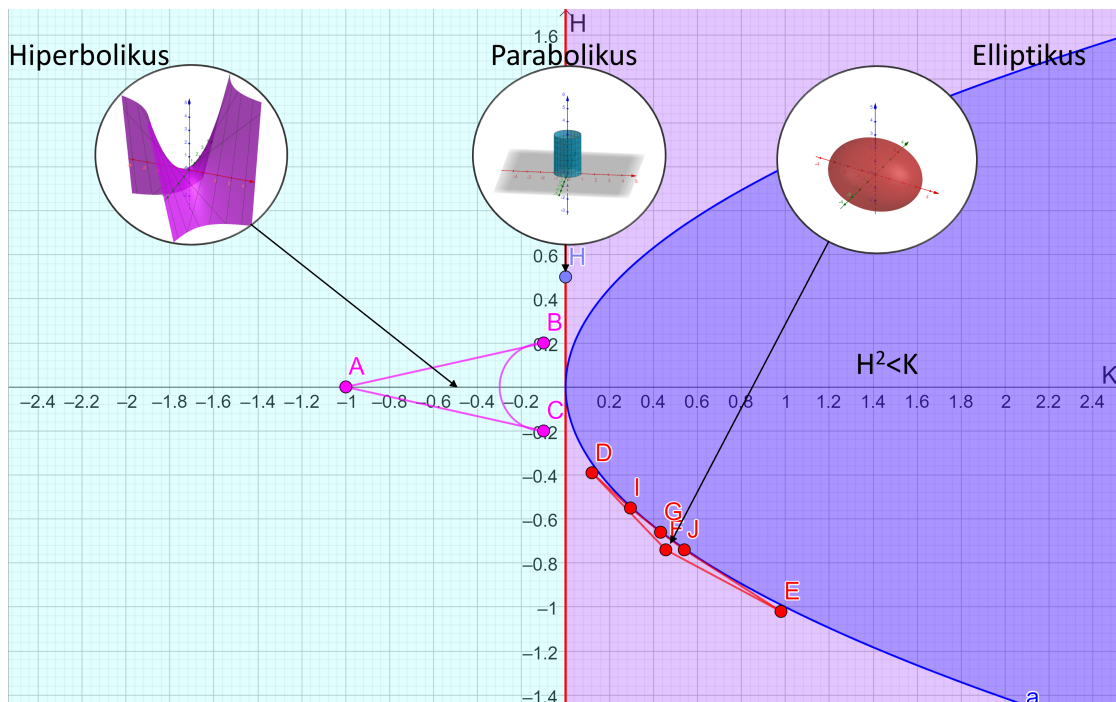 Hiperbolikus
Parabolikus
Elliptikus
H
1.6
0.6
H
0.4
B
0.2
A
H²<K
K
–2.4 –2.2 –2 –1.8 –1.6 –1.4 –1.2 –1 –0.8 –0.6 –0.4 –0.2 0.2 0.4 0.6 0.8 1 1.2 1.4 1.6 1.8 2 2.2 2.4
C
–0.2
D
–0.4
I
–0.6
G
F
J
–0.8
E
–1
–1.2
–1.4
a